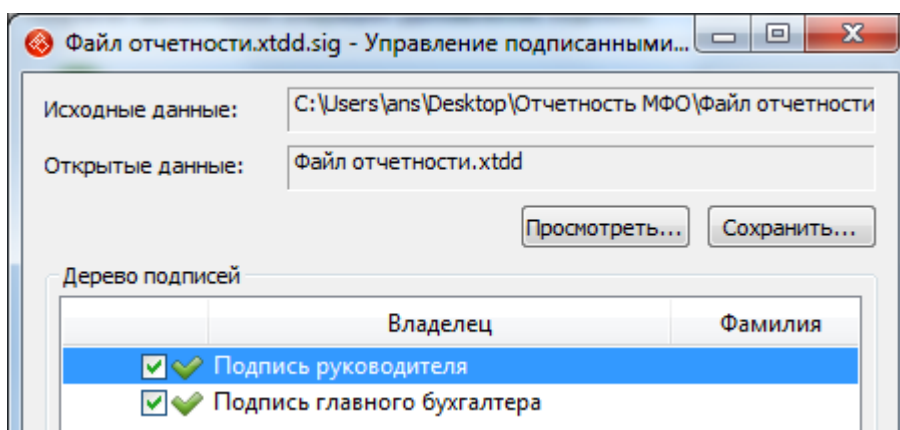 Файл отчетности.xtdd.sig - Управление подписанными...
Исходные данные: C:\Users\ans\Desktop\Отчетность МФО\Файл отчетности
Открытые данные: Файл отчетности.xtdd
Просмотреть... Сохранить...
Дерево подписей
Владелец Фамилия
Подпись руководителя
Подпись главного бухгалтера